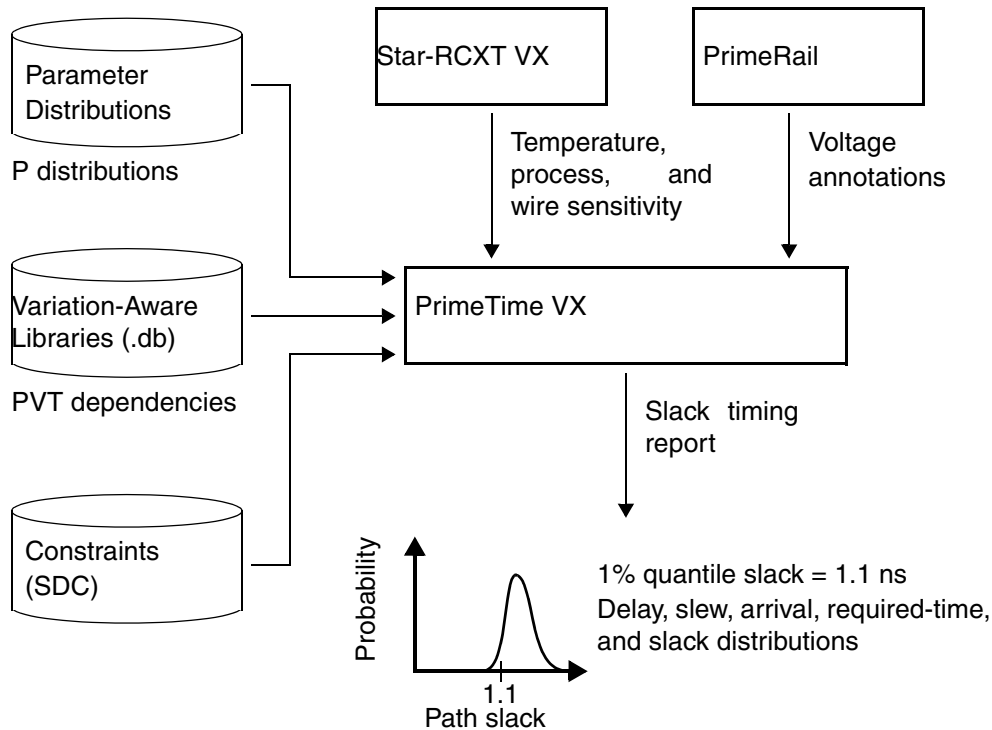 Parameter
Distributions
P distributions
Star-RCXT VX
PrimeRail
Temperature,
process, and
wire sensitivity
Voltage
annotations
Variation-Aware
Libraries (.db)
PVT dependencies
PrimeTime VX
Slack timing
report
Constraints
(SDC)
Probability
1.1
Path slack
1% quantile slack = 1.1 ns
Delay, slew, arrival, required-time,
and slack distributions